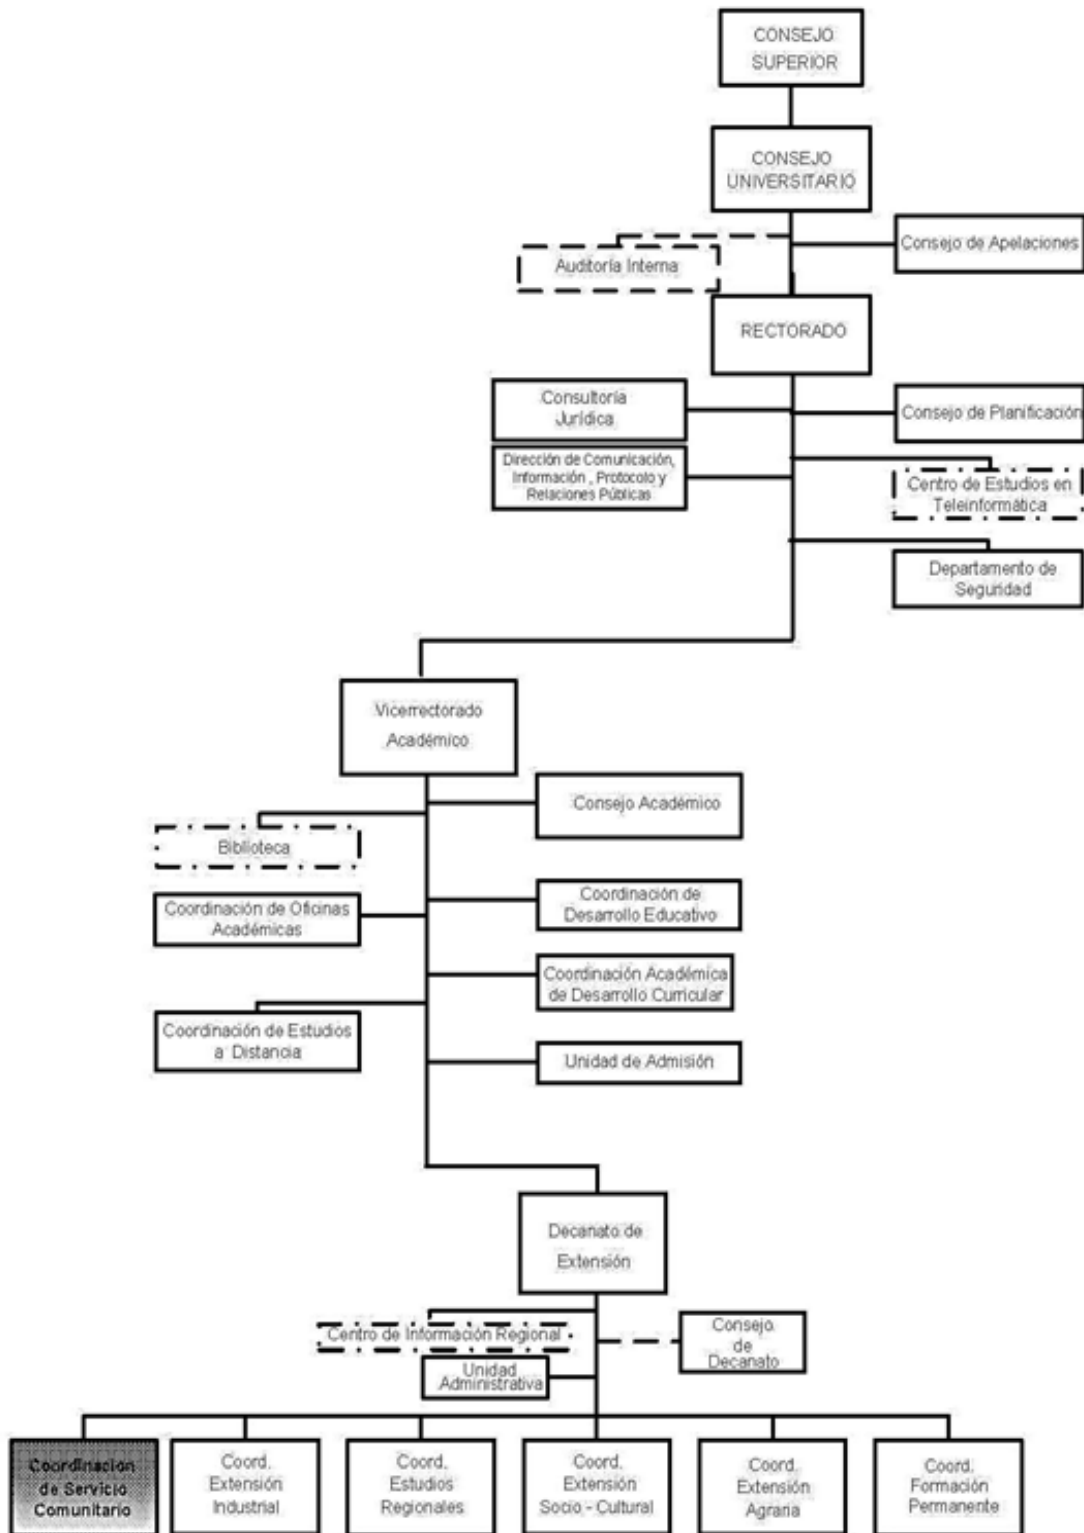 CONSEJO
SUPERIOR
CONSEJO
UNIVERSITARIO
Auditoría Interna
Consejo de Apelaciones
RECTORADO
Consultoría
Jurídica
Consejo de Planificación
Dirección de Comunicación,
Información , Protocolo y
Relaciones Públicas
Centro de Estudios en
Teleinformática
Departamento de
Seguridad
Vicerrectorado
Académico
Consejo Académico
Biblioteca
Coordinación de Oficinas
Académicas
Coordinación de
Desarrollo Educativo
Coordinación Académica
de Desarrollo Curricular
Coordinación de Estudios
a Distancia
Unidad de Admisión
Decanato de
Extensión
Centro de Información Regional
Consejo
de
Decanato
Unidad
Administrativa
Coordinacion
de Servicio
Comunitario
Coord.
Extensión
Industrial
Coord.
Estudios
Regionales
Coord.
Extensión
Socio - Cultural
Coord.
Extensión
Agraria
Coord.
Formación
Permanente